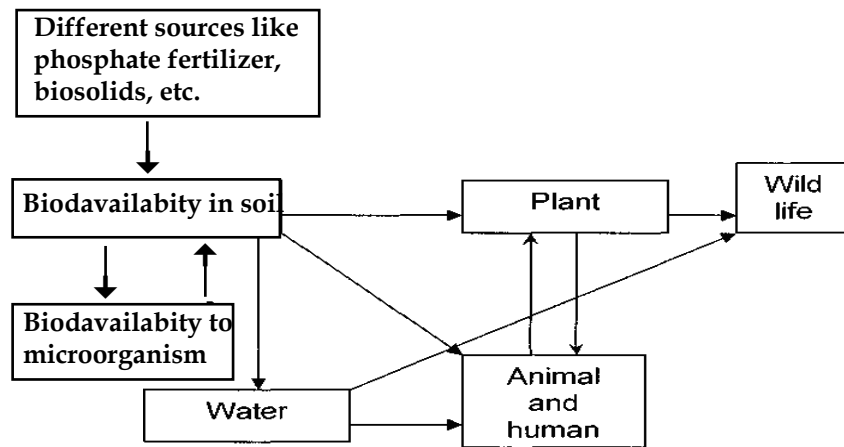 Different sources like
phosphate fertilizer,
biosolids, etc.
Biodavailabity in soil
Plant
Wild
life
Biodavailabity to
microorganism
Water
Animal
and
human